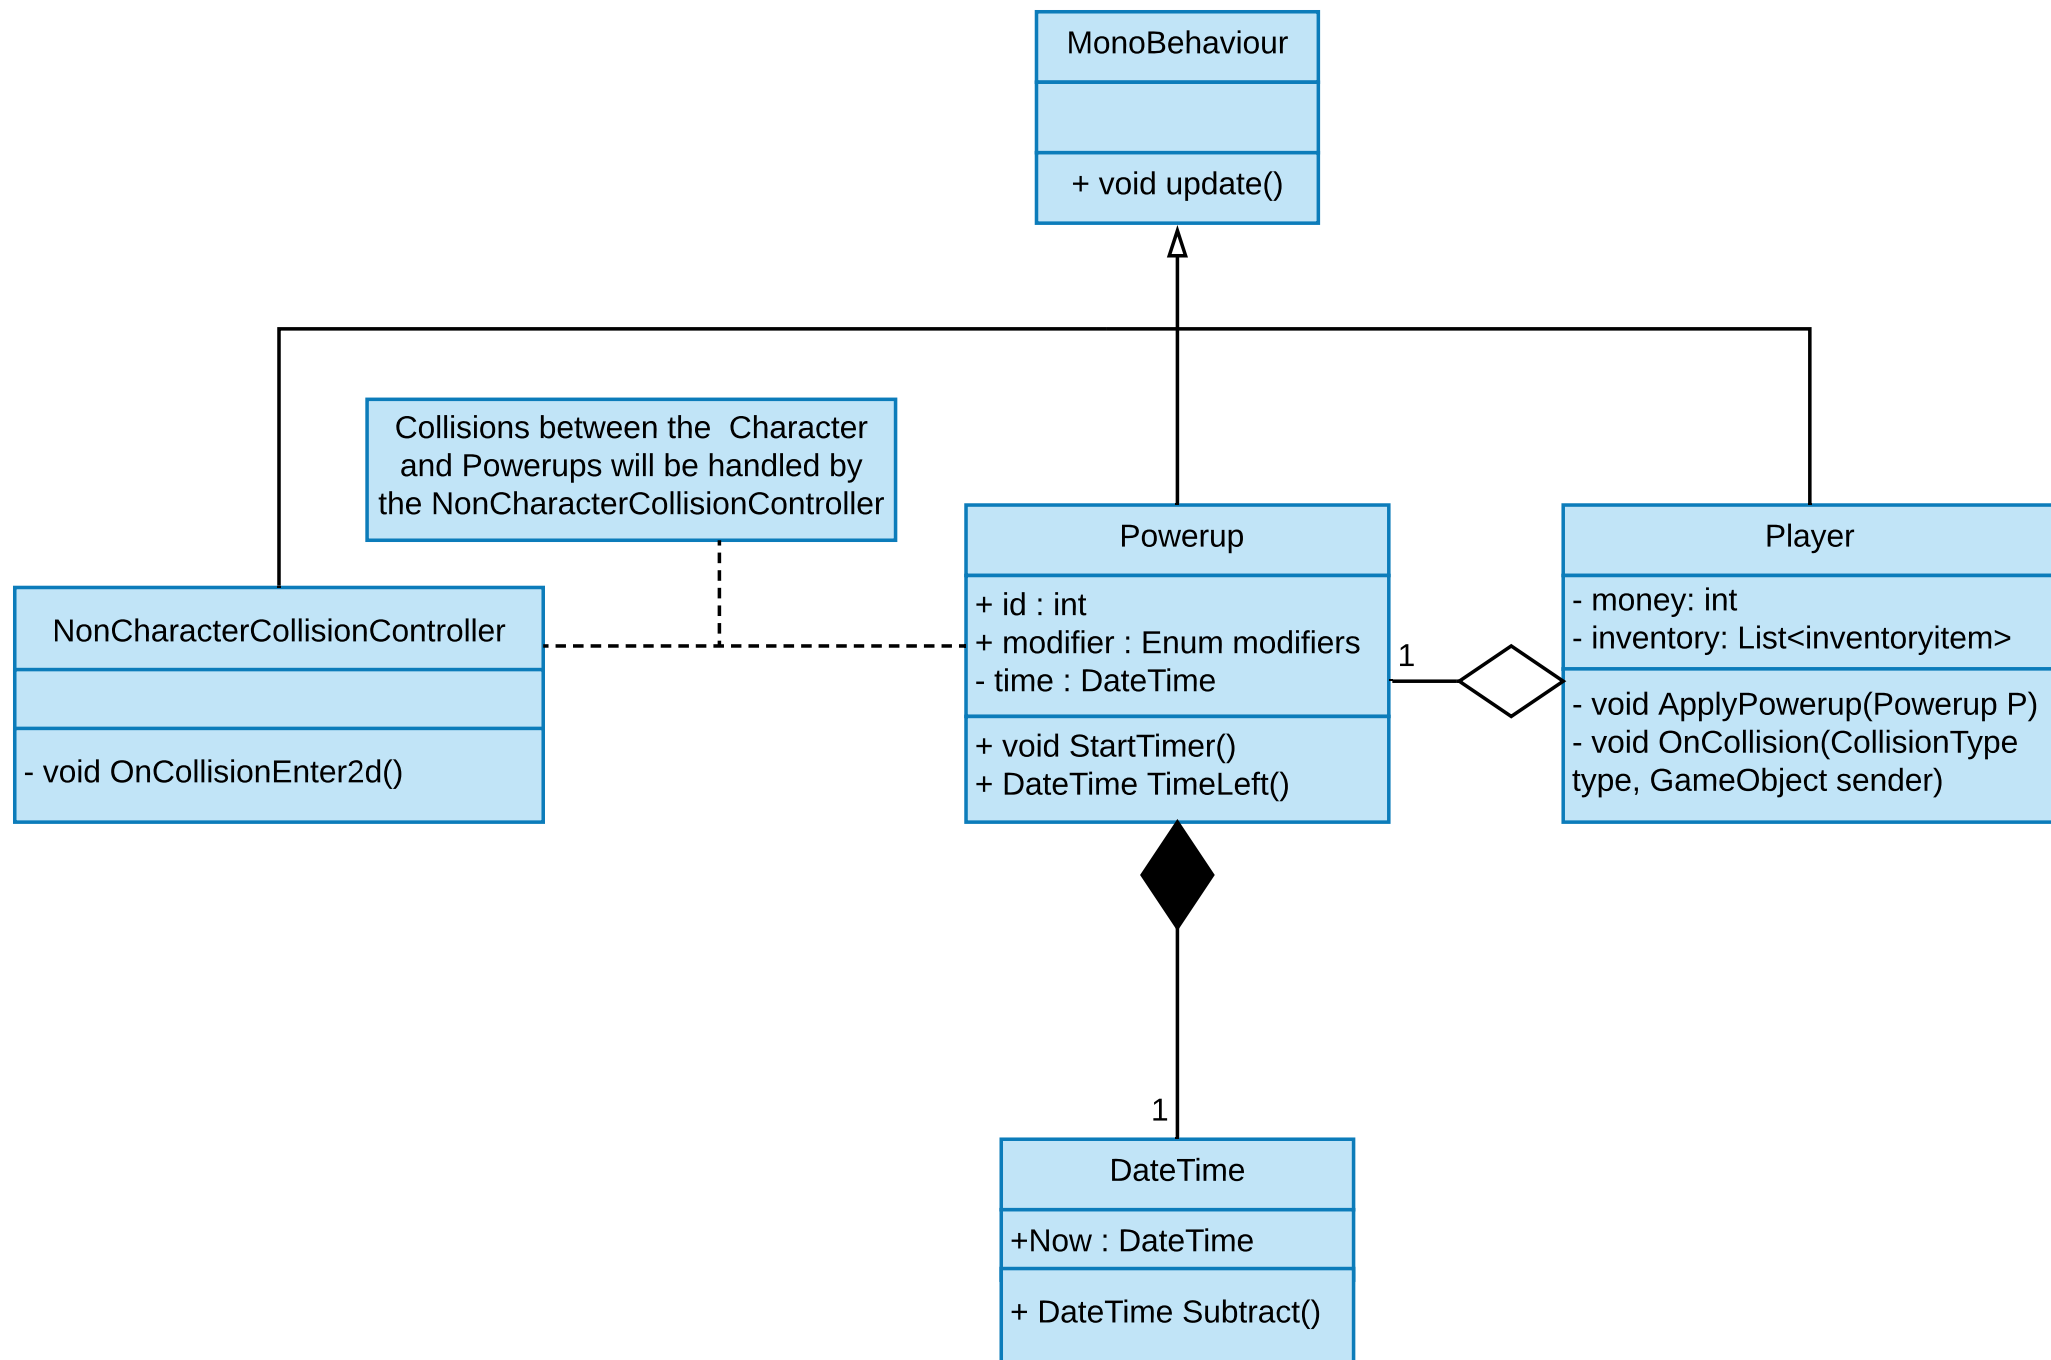 MonoBehaviour
+ void update()
Collisions between the  Character
and Powerups will be handled by
the NonCharacterCollisionController
NonCharacterCollisionController
- void OnCollisionEnter2d()
Powerup
+ id : int
+ modifier : Enum modifiers
- time : DateTime
+ void StartTimer()
+ DateTime TimeLeft()
1
Player
- money: int
- inventory: List<inventoryitem>
- void ApplyPowerup(Powerup P)
- void OnCollision(CollisionType
type, GameObject sender)
1
DateTime
+Now : DateTime
+ DateTime Subtract()